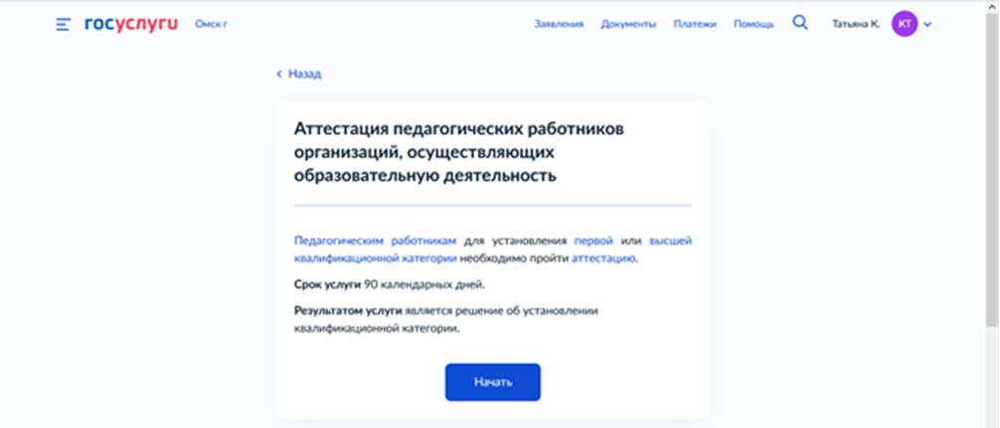 госуслуги Омск г Заявления Документы Платежи Помощь Татьяна К. КТ
Назад
Аттестация педагогических работников
организаций, осуществляющих
образовательную деятельность
Педагогическим работникам для установления первой или высшей
квалификационной категории необходимо пройти аттестацию.
Срок услуги 90 календарных дней.
Результатом услуги является решение об установлении
квалификационной категории.
Начать